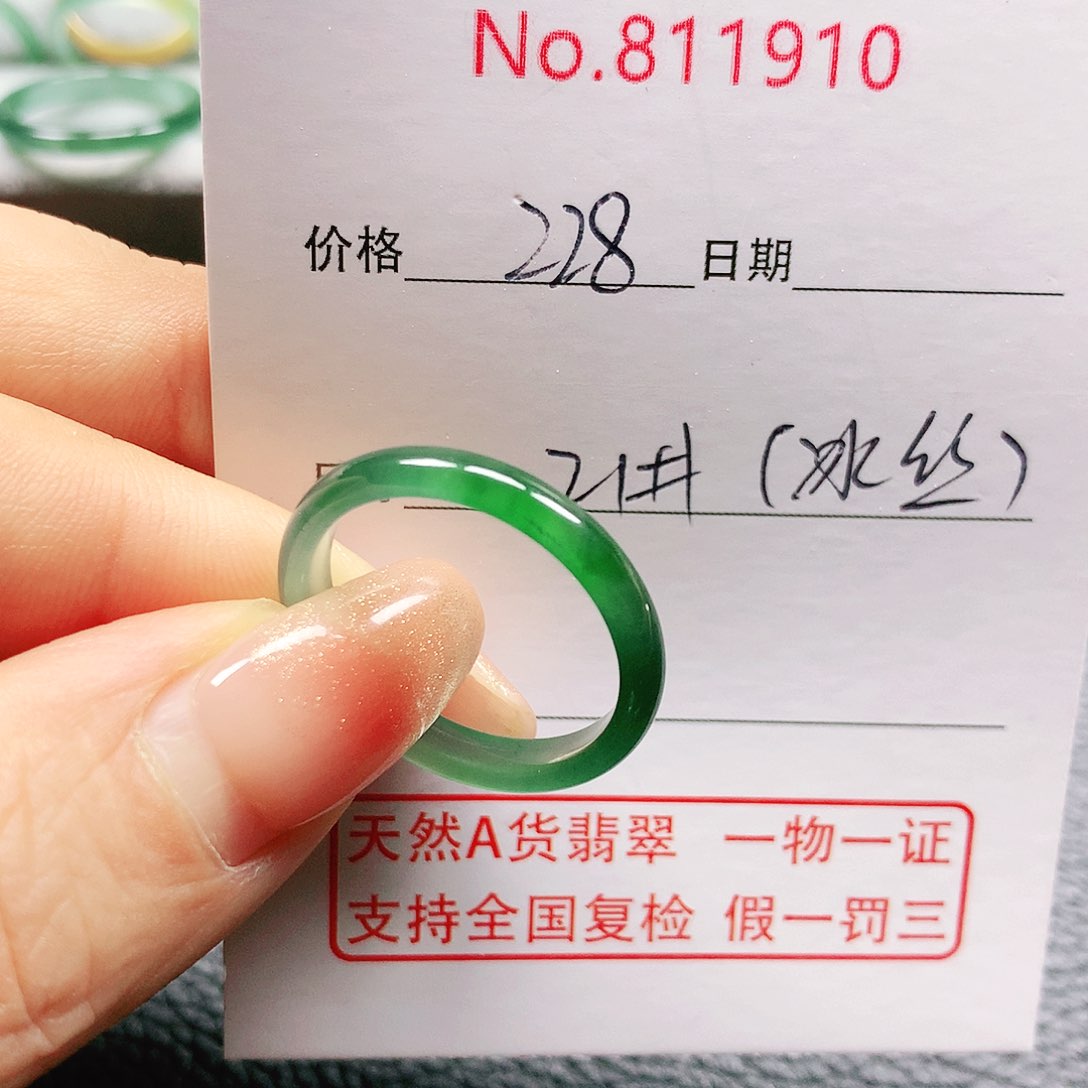 No.811910
价格 228 日期
21# (冰丝)
天然A货翡翠 一物一证
支持全国复检 假一罚三